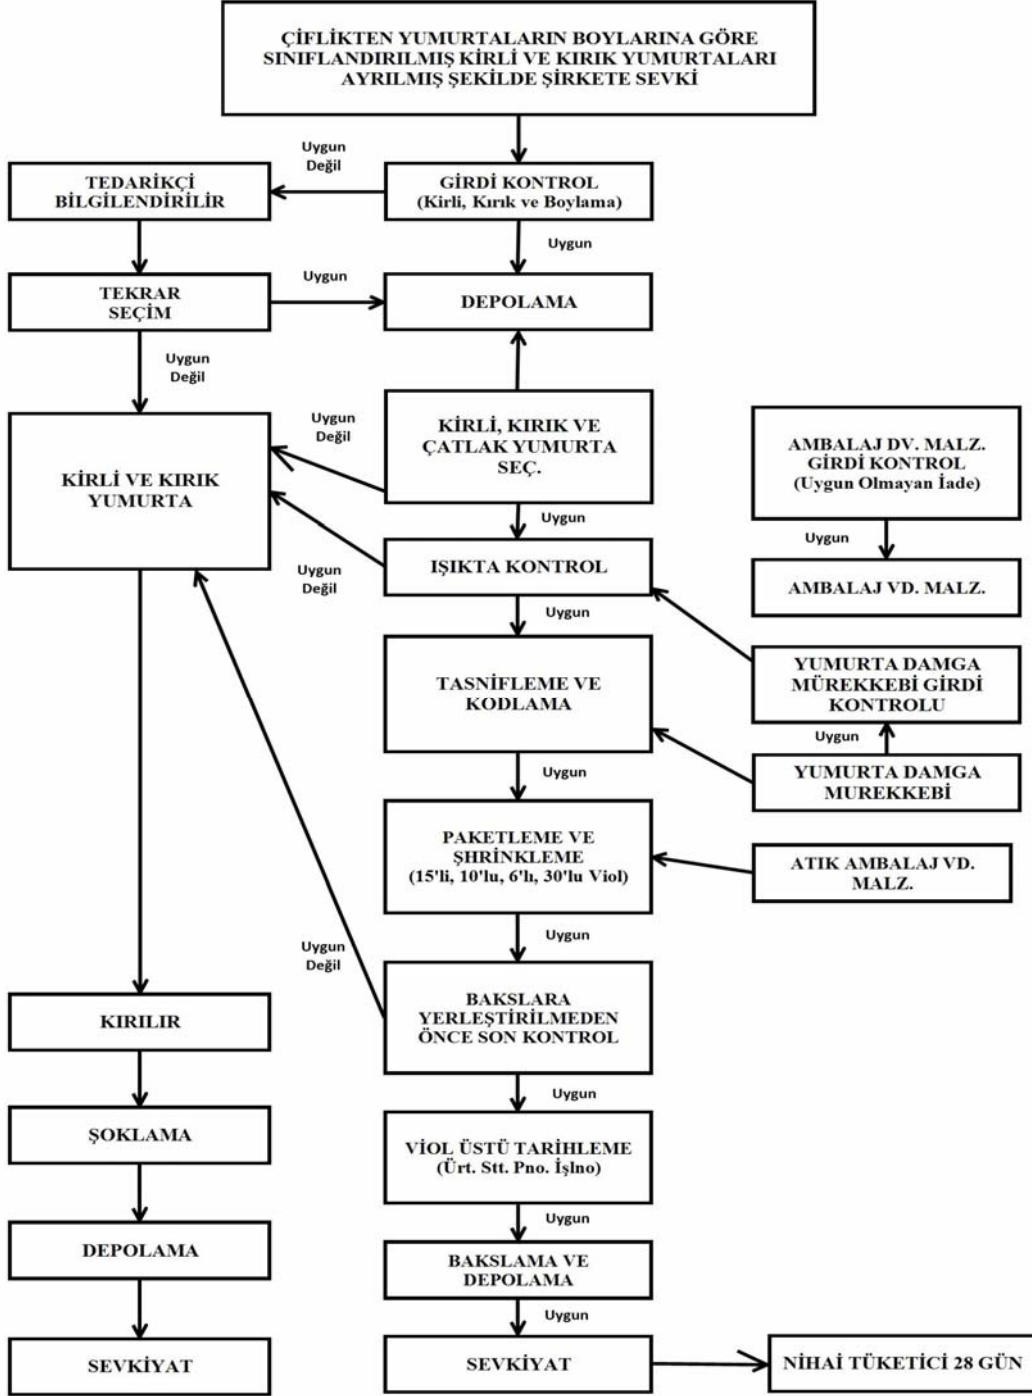 ÇİFLİKTEN YUMURTALARIN BOYLARINA GÖRE
SINIFLANDIRILMIŞ KİRLİ VE KIRIK YUMURTALARI
AYRILMIŞ ŞEKİLDE ŞİRKETE SEVKİ
Uygun
Değil
TEDARİKÇİ
BİLGİLENDİRİLİR
GİRDİ KONTROL
(Kirli, Kırık ve Boylama)
Uygun
TEKRAR
SEÇİM
Uygun
DEPOLAMA
Uygun
Değil
KİRLİ VE KIRIK
YUMURTA
Uygun
Değil
KİRLİ, KIRIK VE
ÇATLAK YUMURTA
SEÇ.
AMBALAJ DV. MALZ.
GİRDİ KONTROL
(Uygun Olmayan İade)
Uygun
Uygun
IŞIKTA KONTROL
Uygun
Değil
AMBALAJ VD. MALZ.
Uygun
TASNİFLEME VE
KODLAMA
YUMURTA DAMGA
MÜREKKEBİ GİRDİ
KONTROLU
Uygun
YUMURTA DAMGA
MUREKKEBİ
Uygun
PAKETLEME VE
ŞHRİNKLEME
(15'li, 10'lu, 6'lı, 30'lu Viol)
ATIK AMBALAJ VD.
MALZ.
Uygun
Uygun
Değil
BAKSLARA
YERLEŞTİRİLMEDEN
ÖNCE SON KONTROL
KIRILIR
Uygun
ŞOKLAMA
VİOL ÜSTÜ TARİHLEME
(Ürt. Stt. Pno. İşlno)
Uygun
DEPOLAMA
BAKSLAMA VE
DEPOLAMA
Uygun
SEVKİYAT
SEVKİYAT
NİHAİ TÜKETİCİ 28 GÜN